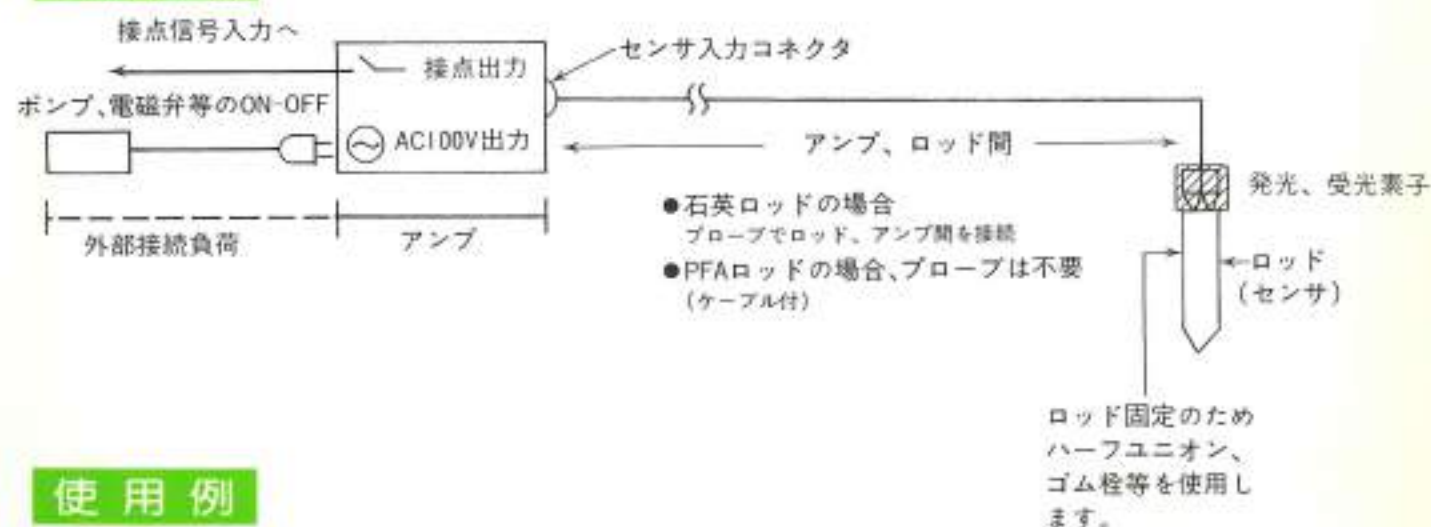 接点信号入力へ
接点出力
センサ入力コネクタ
ポンプ、電磁弁等のON-OFF
AC100V出力
アンプ、ロッド間
発光、受光素子
外部接続負荷
アンプ
●石英ロッドの場合
プローブでロッド、アンプ間を接続
●PFAロッドの場合、プローブは不要
(ケーブル付)
ロッド
(センサ)
ロッド固定のため
ハーフユニオン、
ゴム栓等を使用し
ます。
使用例